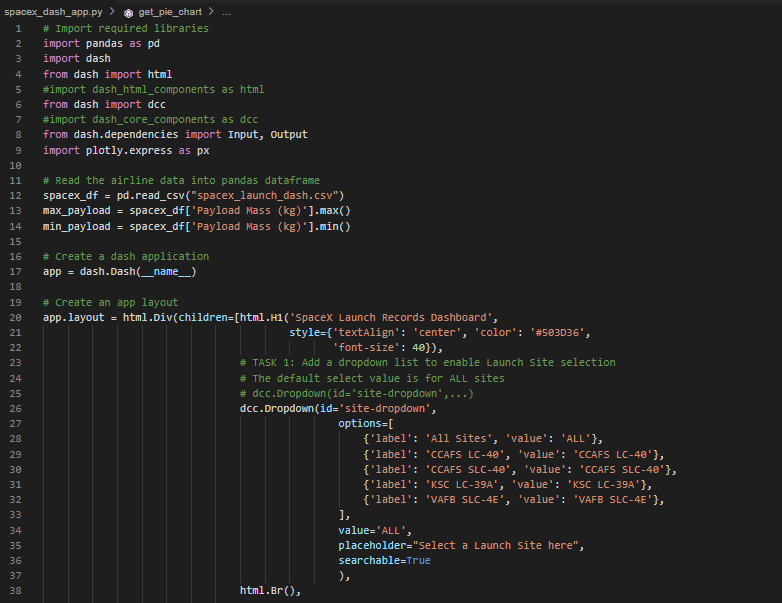 spacex_dash_app.py > get_pie_chart > ...
1 # Import required libraries
2 import pandas as pd
3 import dash
4 from dash import html
5 #import dash_html_components as html
6 from dash import dcc
7 #import dash_core_components as dcc
8 from dash.dependencies import Input, Output
9 import plotly.express as px
10
11 # Read the airline data into pandas dataframe
12 spacex_df = pd.read_csv("spacex_launch_dash.csv")
13 max_payload = spacex_df['Payload Mass (kg)'].max()
14 min_payload = spacex_df['Payload Mass (kg)'].min()
15
16 # Create a dash application
17 app = dash.Dash(__name__)
18
19 # Create an app layout
20 app.layout = html.Div(children=[html.H1('SpaceX Launch Records Dashboard',
21 style={'textAlign': 'center', 'color': '#503D36',
22 'font-size': 40}),
23 # TASK 1: Add a dropdown list to enable Launch Site selection
24 # The default select value is for ALL sites
25 # dcc.Dropdown(id='site-dropdown',...)
26 dcc.Dropdown(id='site-dropdown',
27 options=[
28 {'label': 'All Sites', 'value': 'ALL'},
29 {'label': 'CCAFS LC-40', 'value': 'CCAFS LC-40'},
30 {'label': 'CCAFS SLC-40', 'value': 'CCAFS SLC-40'},
31 {'label': 'KSC LC-39A', 'value': 'KSC LC-39A'},
32 {'label': 'VAFB SLC-4E', 'value': 'VAFB SLC-4E'},
33 ],
34 value='ALL',
35 placeholder="Select a Launch Site here",
36 searchable=True
37 ),
38 html.Br(),